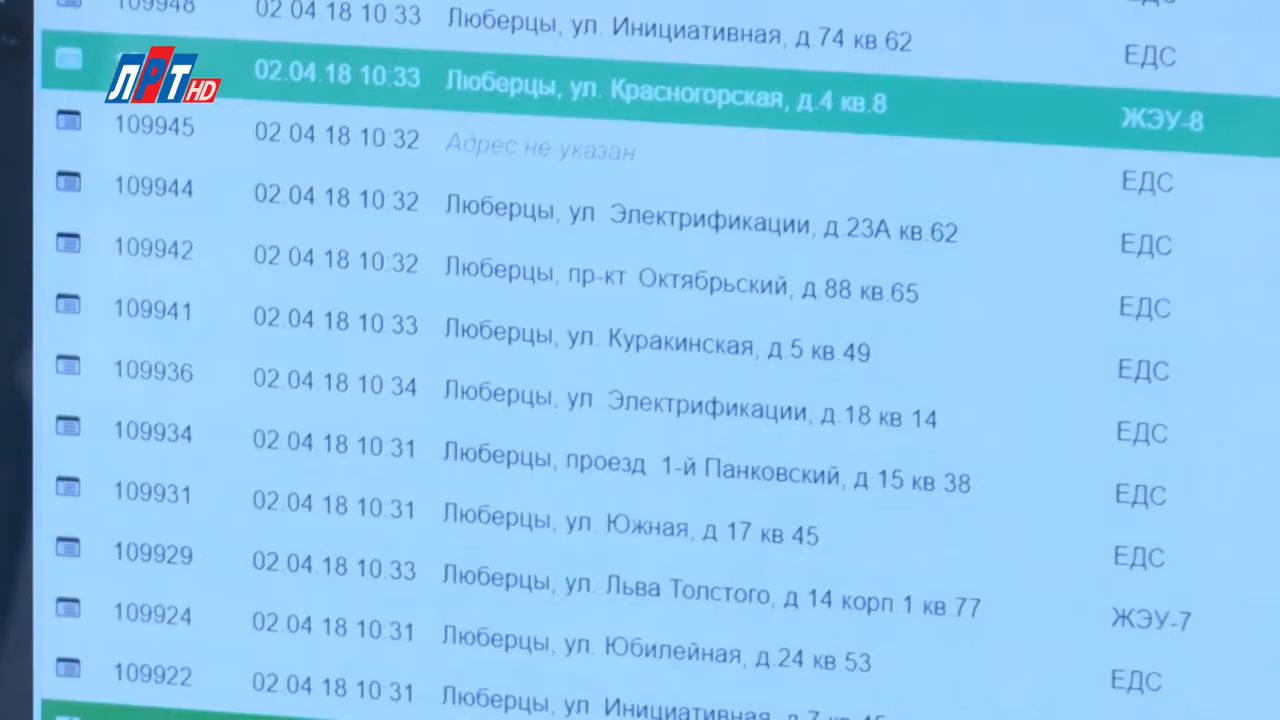 109948 02 04 18 10 33 Люберцы, ул. Инициативная, д.74 кв.62 ЕДС
ЛРТ HD
02.04.18 10:33 Люберцы, ул. Красногорская, д.4 кв.8 ЖЭУ-8
109945 02 04 18 10 32 Адрес не указан ЕДС
109944 02 04 18 10:32 Люберцы, ул. Электрификации, д.23А кв.62 ЕДС
109942 02 04 18 10:32 Люберцы, пр-кт Октябрьский, д.88 кв.65 ЕДС
109941 02 04 18 10:33 Люберцы, ул. Куракинская, д.5 кв.49 ЕДС
109936 02 04 18 10:34 Люберцы, ул. Электрификации, д 18 кв 14 ЕДС
109934 02 04.18 10:31 Люберцы, проезд 1-й Панковский, д 15 кв 38 ЕДС
109931 02.04 18 10:31 Люберцы, ул. Южная, д 17 кв.45 ЕДС
109929 02.04.18 10:33 Люберцы, ул. Льва Толстого, д 14 корп.1 кв 77 ЖЭУ-7
109924 02.04 18 10:31 Люберцы, ул. Юбилейная, д.24 кв 53 ЕДС
109922 02.04 18 10:31 Люберцы, ул. Инициативная д 7